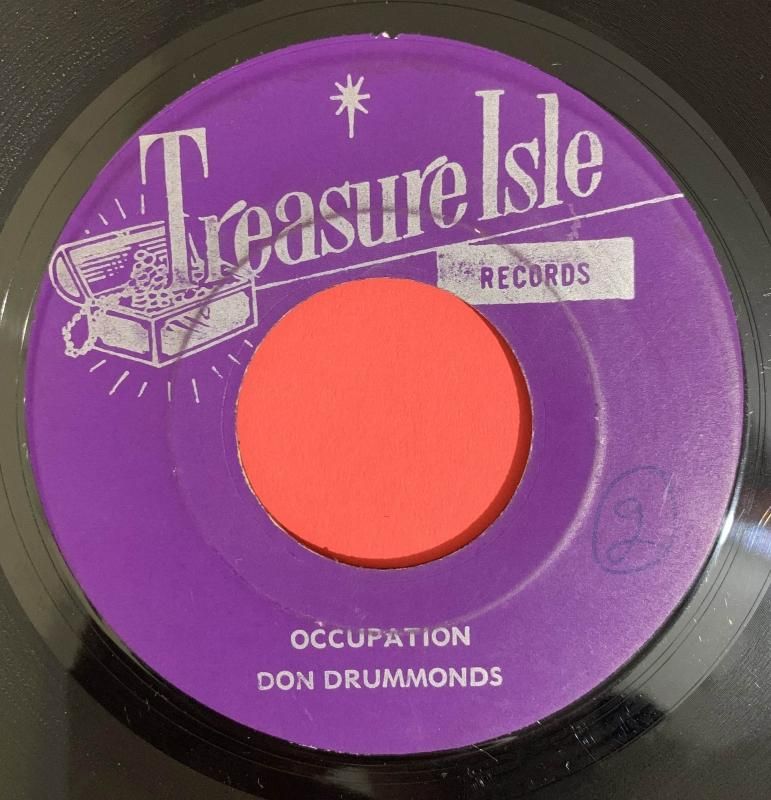 Treasure Isle
RECORDS
OCCUPATION
DON DRUMMONDS